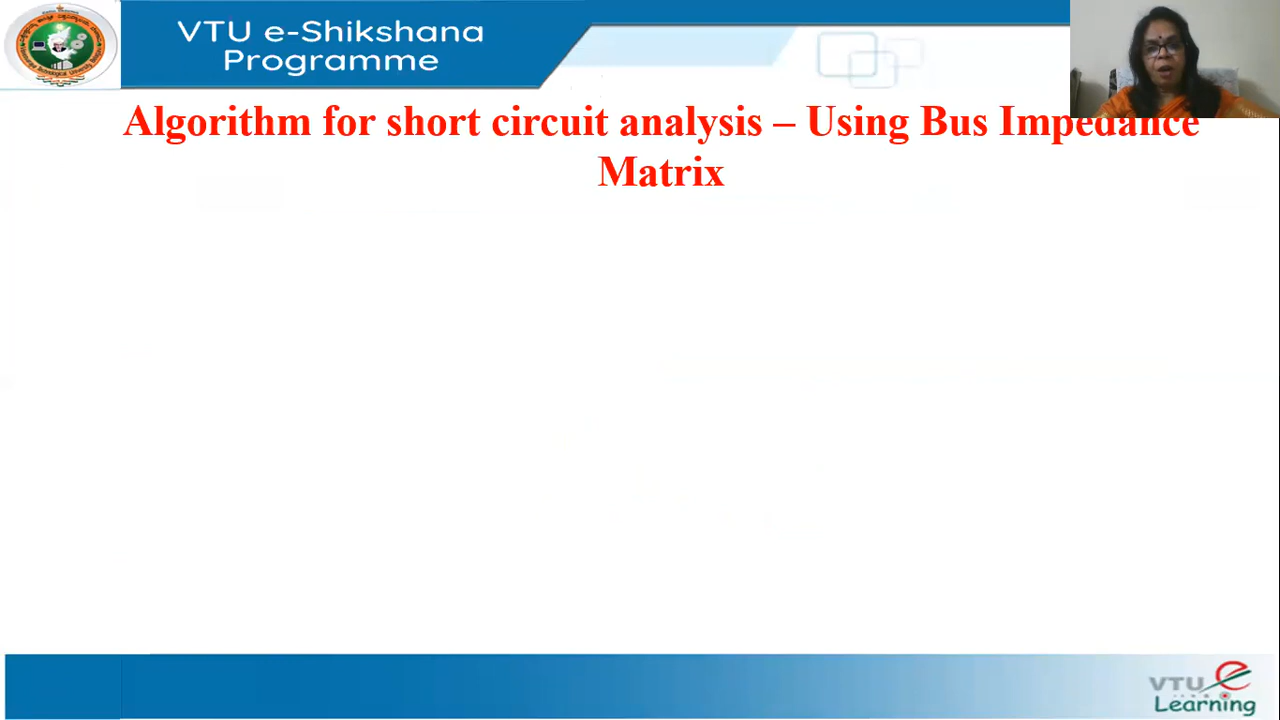 VTU e-Shikshana
Programme
Algorithm for short circuit analysis – Using Bus Impedance
Matrix
VTU e
Learning